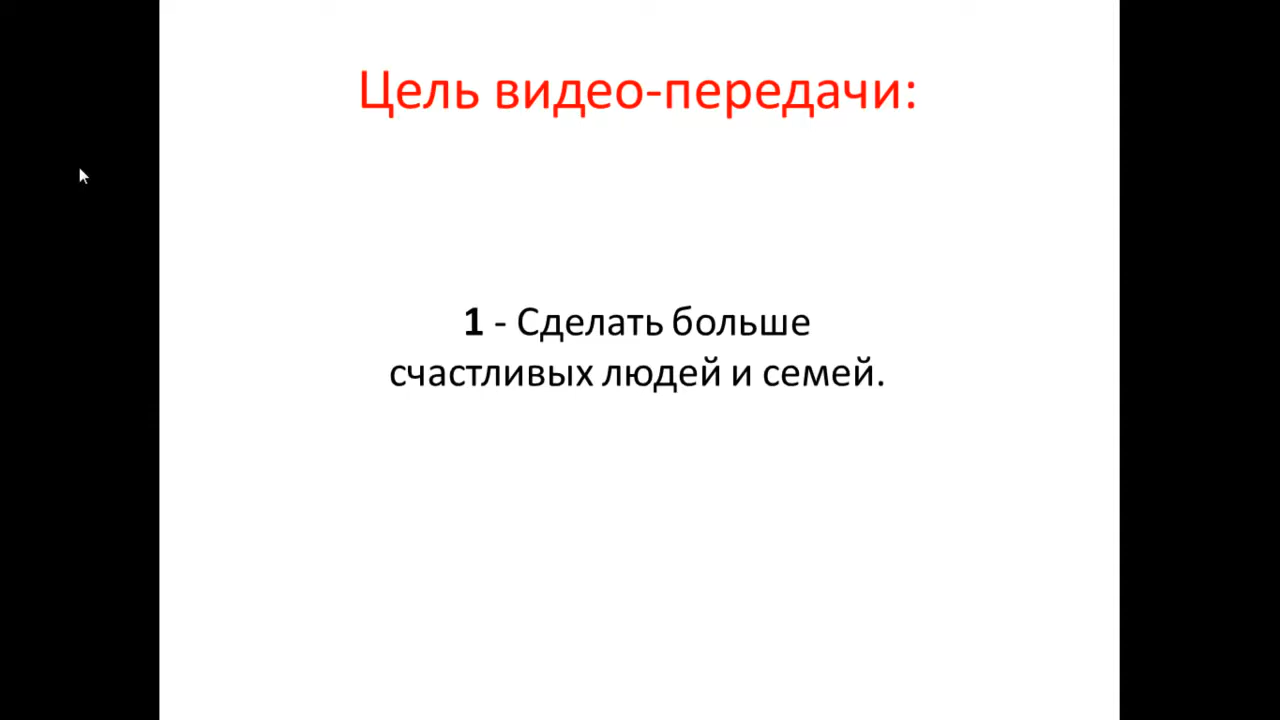 Цель видео-передачи:
1 - Сделать больше
счастливых людей и семей.